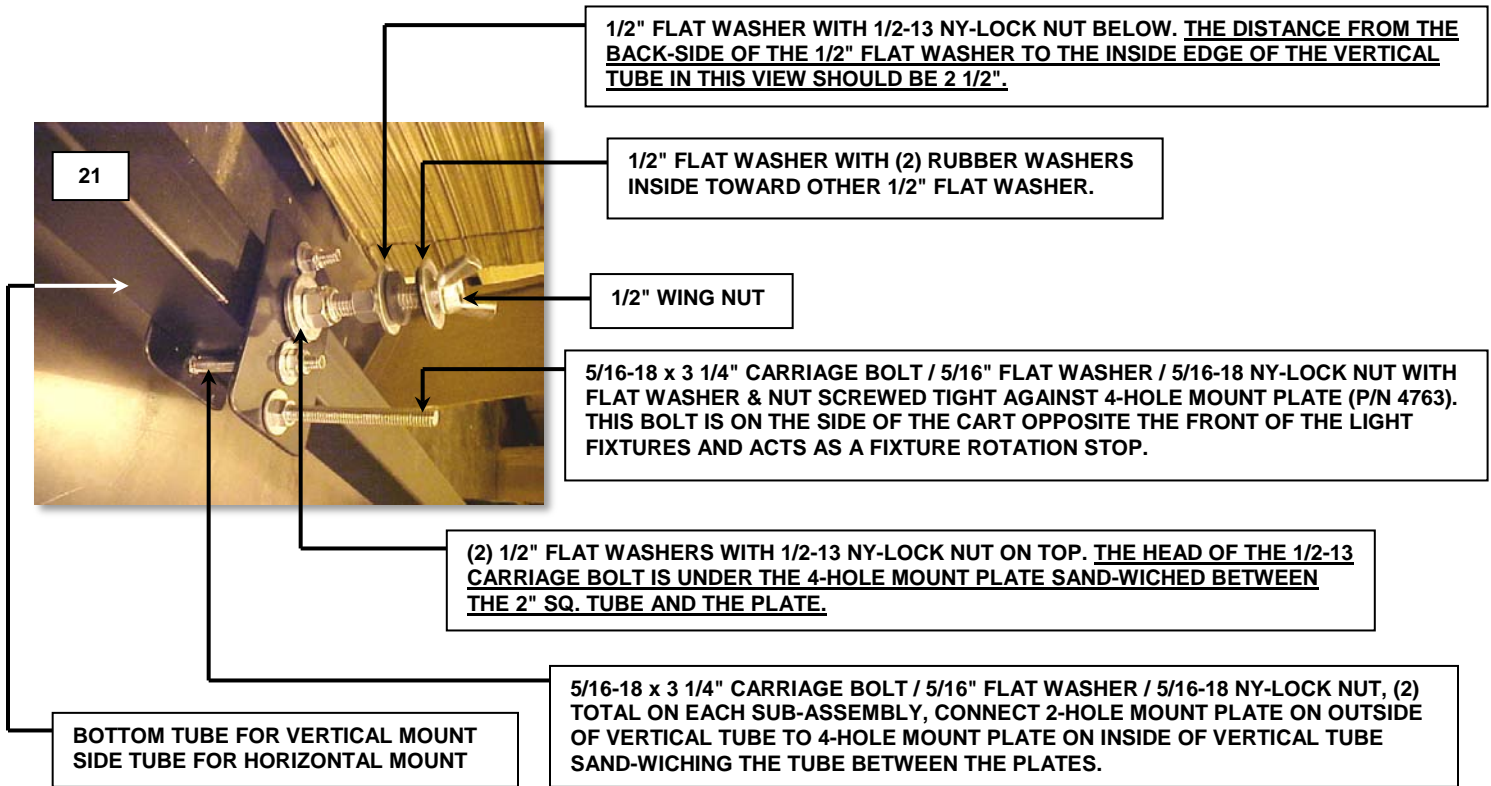 1/2" FLAT WASHER WITH 1/2-13 NY-LOCK NUT BELOW. THE DISTANCE FROM THE
BACK-SIDE OF THE 1/2" FLAT WASHER TO THE INSIDE EDGE OF THE VERTICAL
TUBE IN THIS VIEW SHOULD BE 2 1/2".
21
1/2" FLAT WASHER WITH (2) RUBBER WASHERS
INSIDE TOWARD OTHER 1/2" FLAT WASHER.
1/2" WING NUT
5/16-18 x 3 1/4" CARRIAGE BOLT / 5/16" FLAT WASHER / 5/16-18 NY-LOCK NUT WITH
FLAT WASHER & NUT SCREWED TIGHT AGAINST 4-HOLE MOUNT PLATE (P/N 4763).
THIS BOLT IS ON THE SIDE OF THE CART OPPOSITE THE FRONT OF THE LIGHT
FIXTURES AND ACTS AS A FIXTURE ROTATION STOP.
(2) 1/2" FLAT WASHERS WITH 1/2-13 NY-LOCK NUT ON TOP. THE HEAD OF THE 1/2-13
CARRIAGE BOLT IS UNDER THE 4-HOLE MOUNT PLATE SAND-WICHED BETWEEN
THE 2" SQ. TUBE AND THE PLATE.
5/16-18 x 3 1/4" CARRIAGE BOLT / 5/16" FLAT WASHER / 5/16-18 NY-LOCK NUT, (2)
TOTAL ON EACH SUB-ASSEMBLY, CONNECT 2-HOLE MOUNT PLATE ON OUTSIDE
OF VERTICAL TUBE TO 4-HOLE MOUNT PLATE ON INSIDE OF VERTICAL TUBE
SAND-WICHING THE TUBE BETWEEN THE PLATES.
BOTTOM TUBE FOR VERTICAL MOUNT
SIDE TUBE FOR HORIZONTAL MOUNT